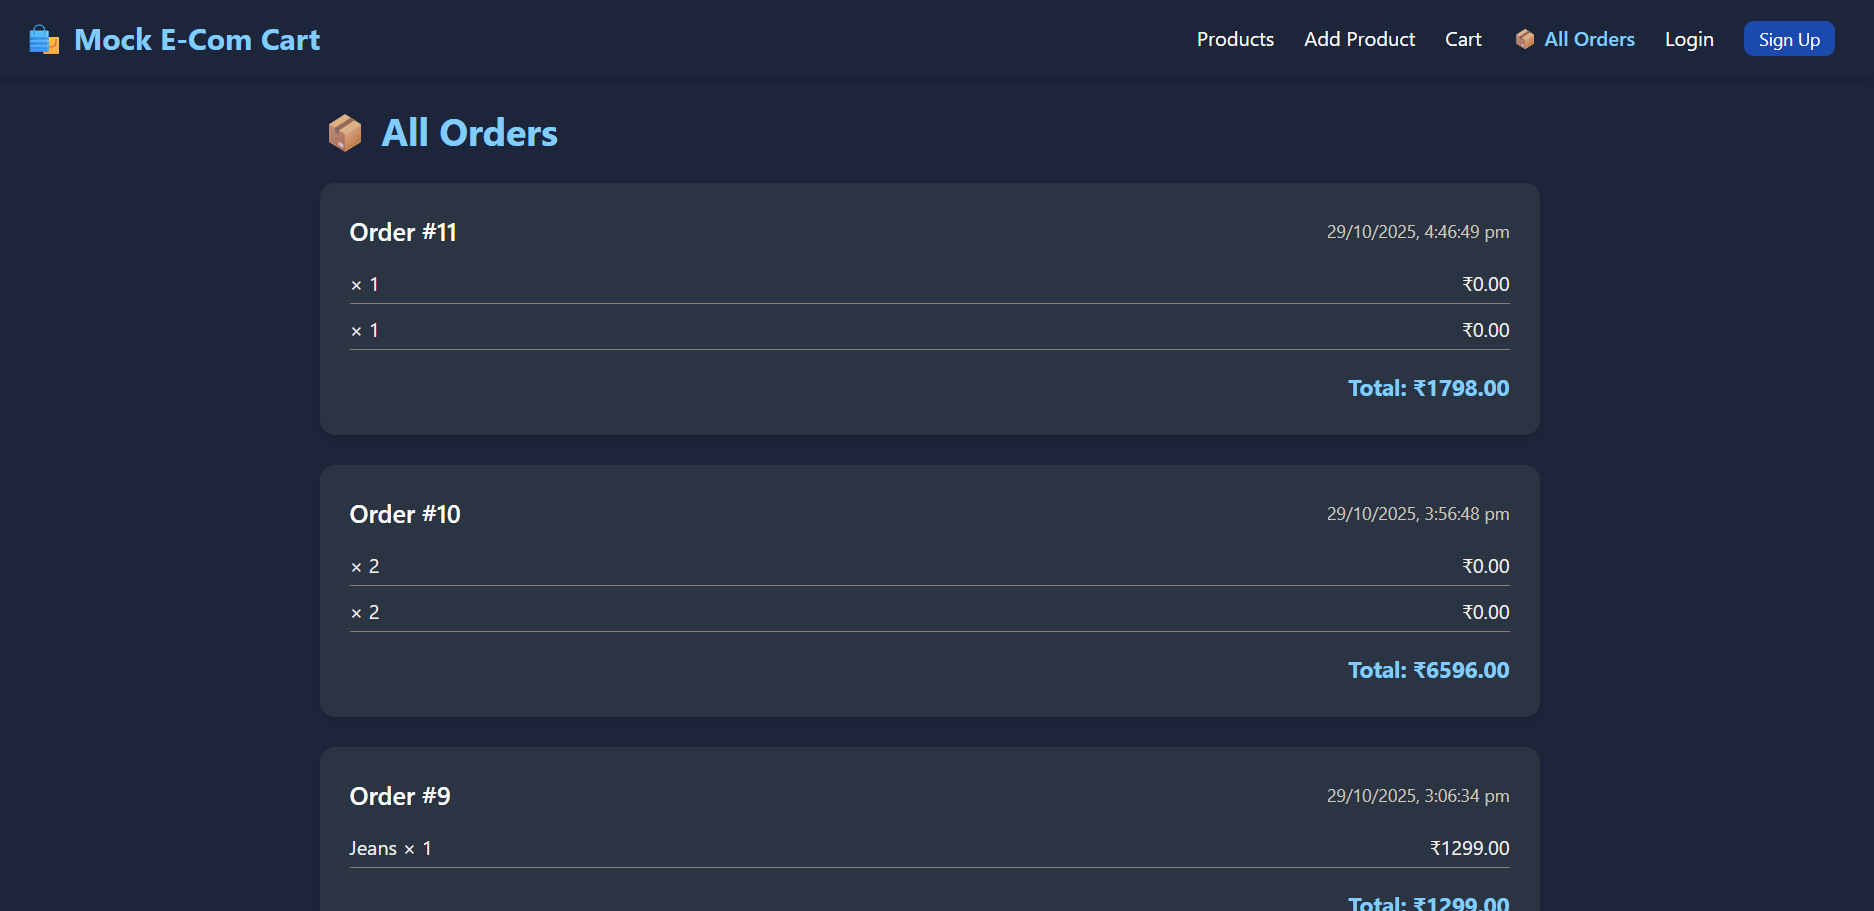 Mock E-Com Cart
Products Add Product Cart All Orders Login Sign Up
All Orders
Order #11 29/10/2025, 4:46:49 pm
× 1 ₹0.00
× 1 ₹0.00
Total: ₹1798.00
Order #10 29/10/2025, 3:56:48 pm
× 2 ₹0.00
× 2 ₹0.00
Total: ₹6596.00
Order #9 29/10/2025, 3:06:34 pm
Jeans × 1 ₹1299.00
Total: ₹1299.00